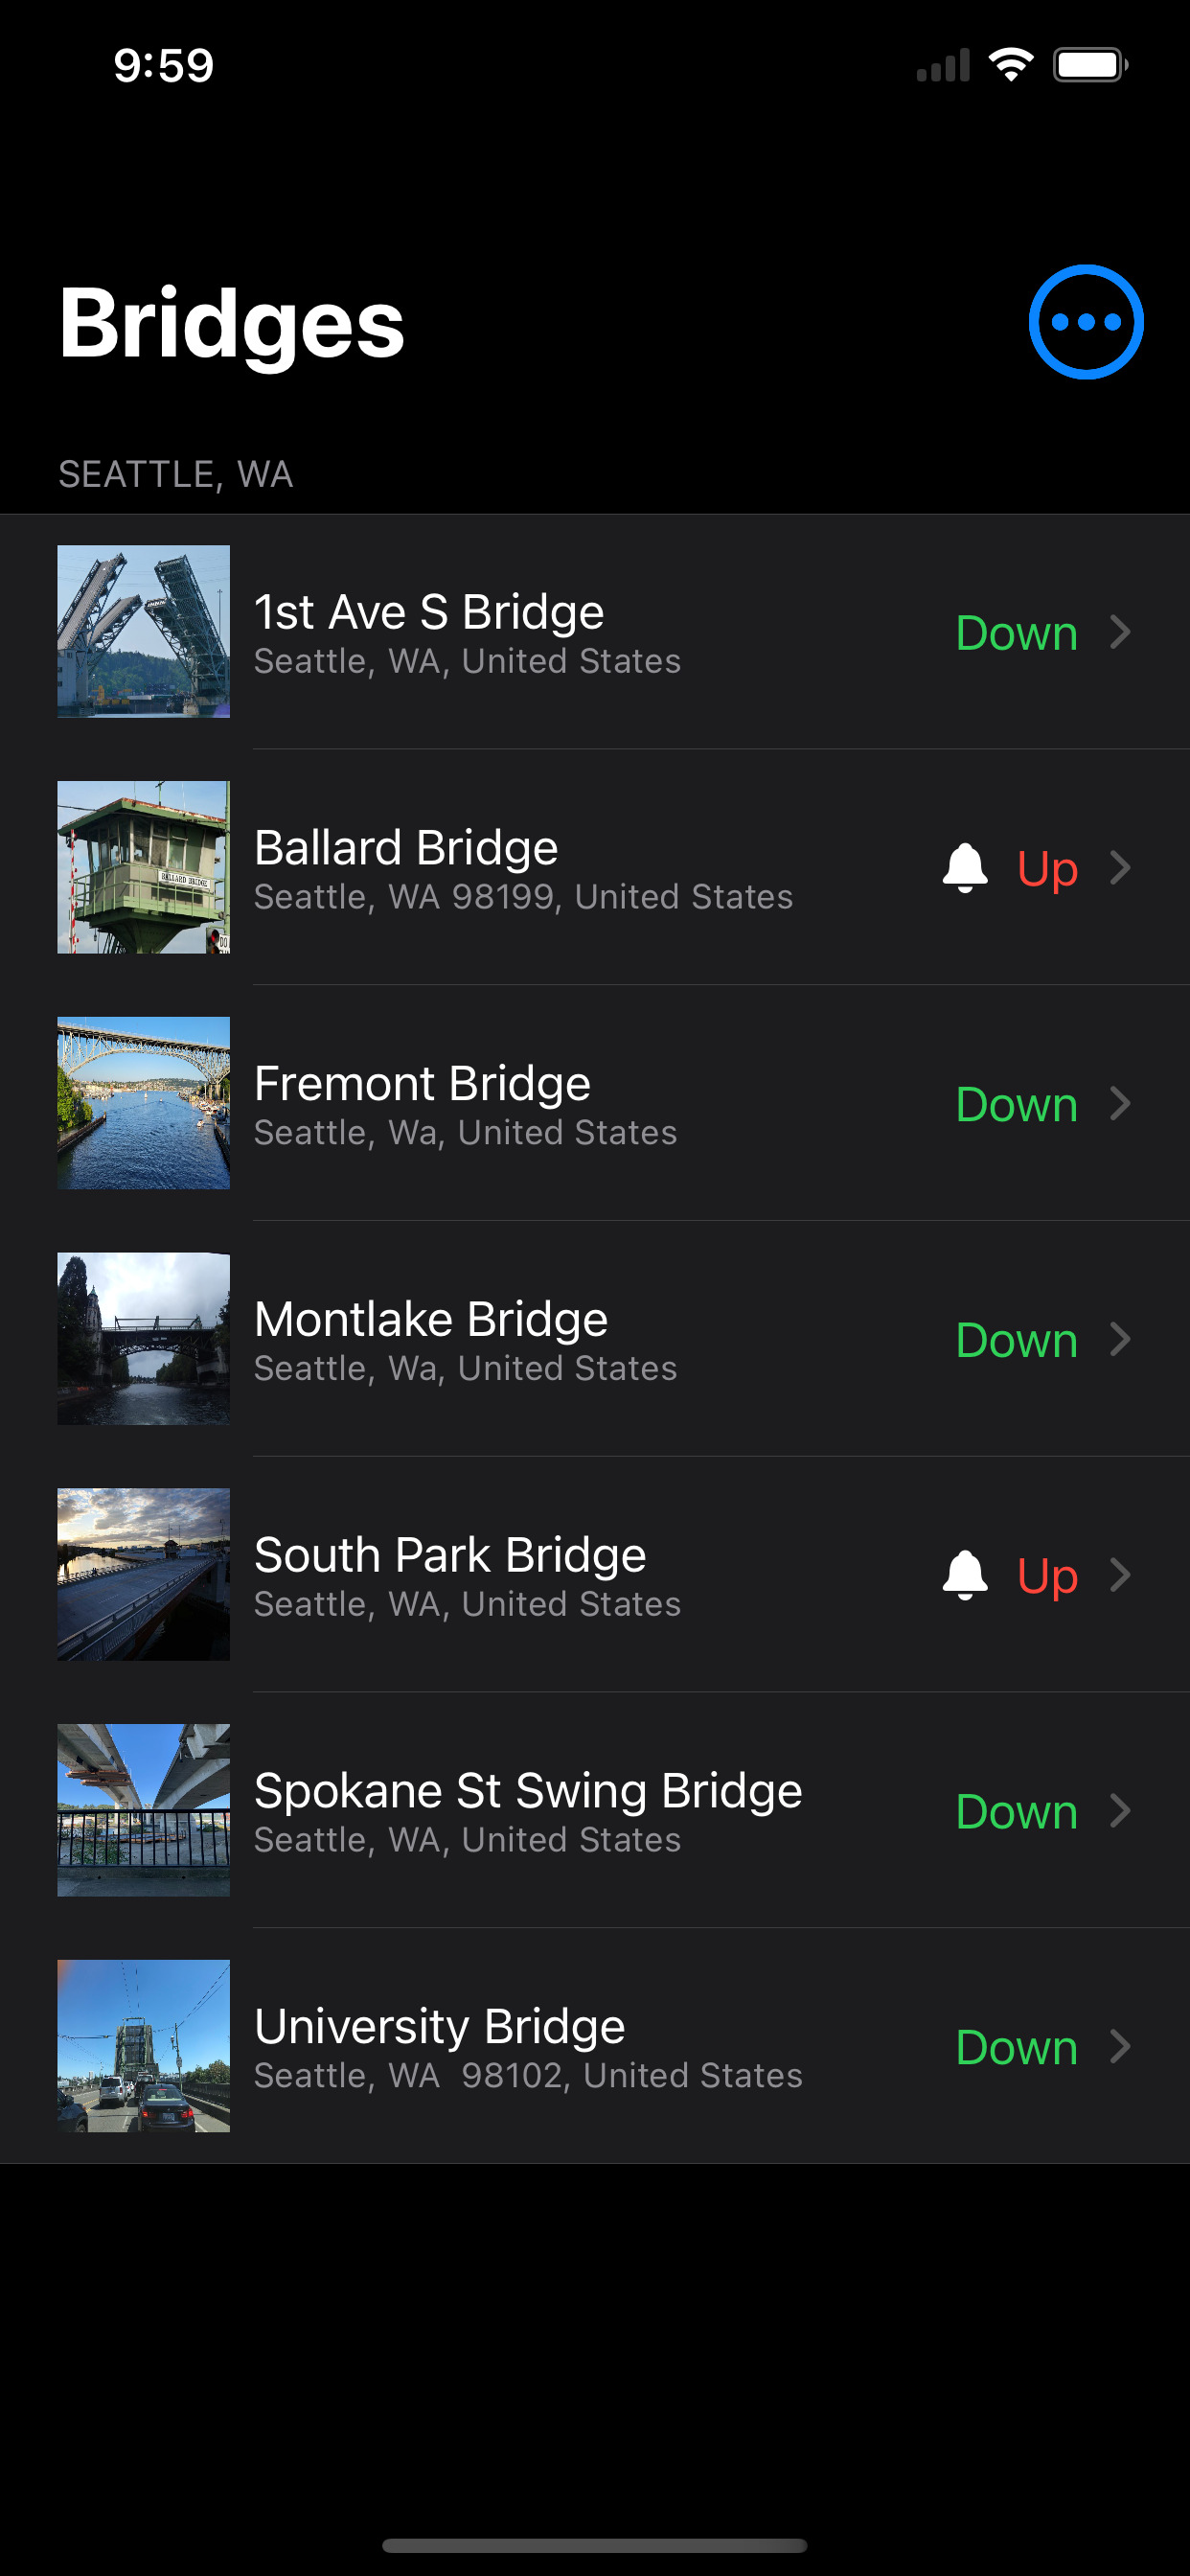 9:59
Bridges
SEATTLE, WA
1st Ave S Bridge
Seattle, WA, United States
Down
BALLARD BRIDGE
Ballard Bridge
Seattle, WA 98199, United States
Up
Fremont Bridge
Seattle, Wa, United States
Down
Montlake Bridge
Seattle, Wa, United States
Down
South Park Bridge
Seattle, WA, United States
Up
Spokane St Swing Bridge
Seattle, WA, United States
Down
University Bridge
Seattle, WA  98102, United States
Down